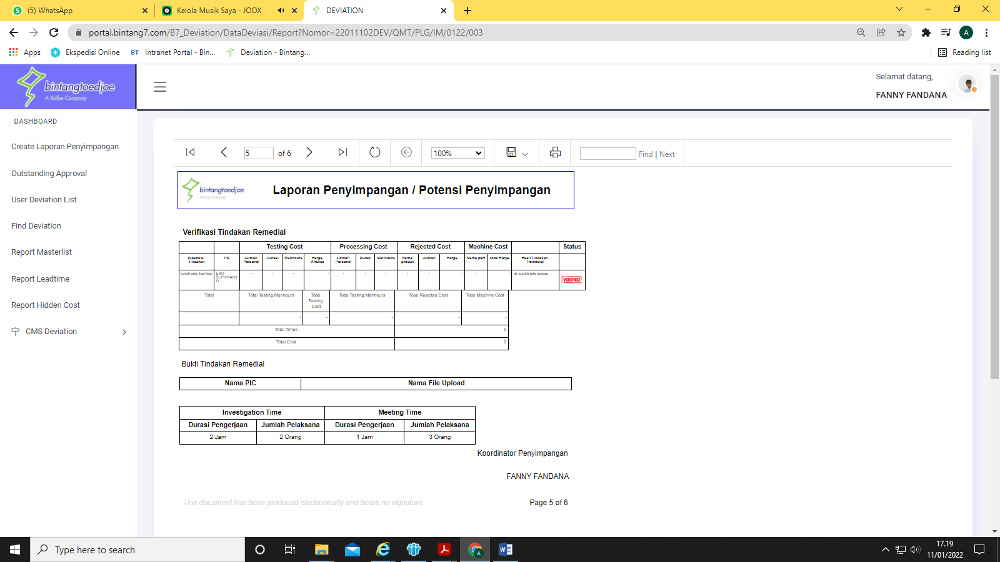 (5) WhatsApp
Kelola Musik Saya - JOOX
DEVIATION
portal.bintang7.com/B7_Deviation/DataDeviasi/Report?Nomor=22011102DEV/QMT/PLG/IM/0122/003
A
Apps
Ekspedisi Online
BT Intranet Portal - Bin...
Deviation - Bintang...
Reading list
bintangtoedjoe
A Kalbe Company
Selamat datang,
FANNY FANDANA
DASHBOARD
Create Laporan Penyimpangan
Outstanding Approval
User Deviation List
Find Deviation
Report Masterlist
Report Leadtime
Report Hidden Cost
CMS Deviation
5 of 6
100%
Find | Next
bintangtoedjoe
A Kalbe Company
Laporan Penyimpangan / Potensi Penyimpangan
Verifikasi Tindakan Remedial
Testing Cost Processing Cost Rejected Cost Machine Cost Status
Disposisi Tindakan PIC Jumlah Personel Durasi Manhours Harga Analisa Jumlah Personel Durasi Manhours Nama produk Jumlah Harga Nama part Total Harga Hasil Tindakan Remedial
butuh satu hari lagi EKO SUPRIYATNO - - - - - - - - - - - - ok sudah ada sesuai VERIFIED
Total Total Testing Manhours Total Testing Cost Total Testing Manhours Total Rejected Cost Total Machine Cost
- - - - -
Total Times 0
Total Cost 0
Bukti Tindakan Remedial
Nama PIC Nama File Upload
Investigation Time Meeting Time
Durasi Pengerjaan Jumlah Pelaksana Durasi Pengerjaan Jumlah Pelaksana
2 Jam 2 Orang 1 Jam 3 Orang
Koordinator Penyimpangan
FANNY FANDANA
This document has been produced electronically and bears no signature
Page 5 of 6
Type here to search
17.19
11/01/2022